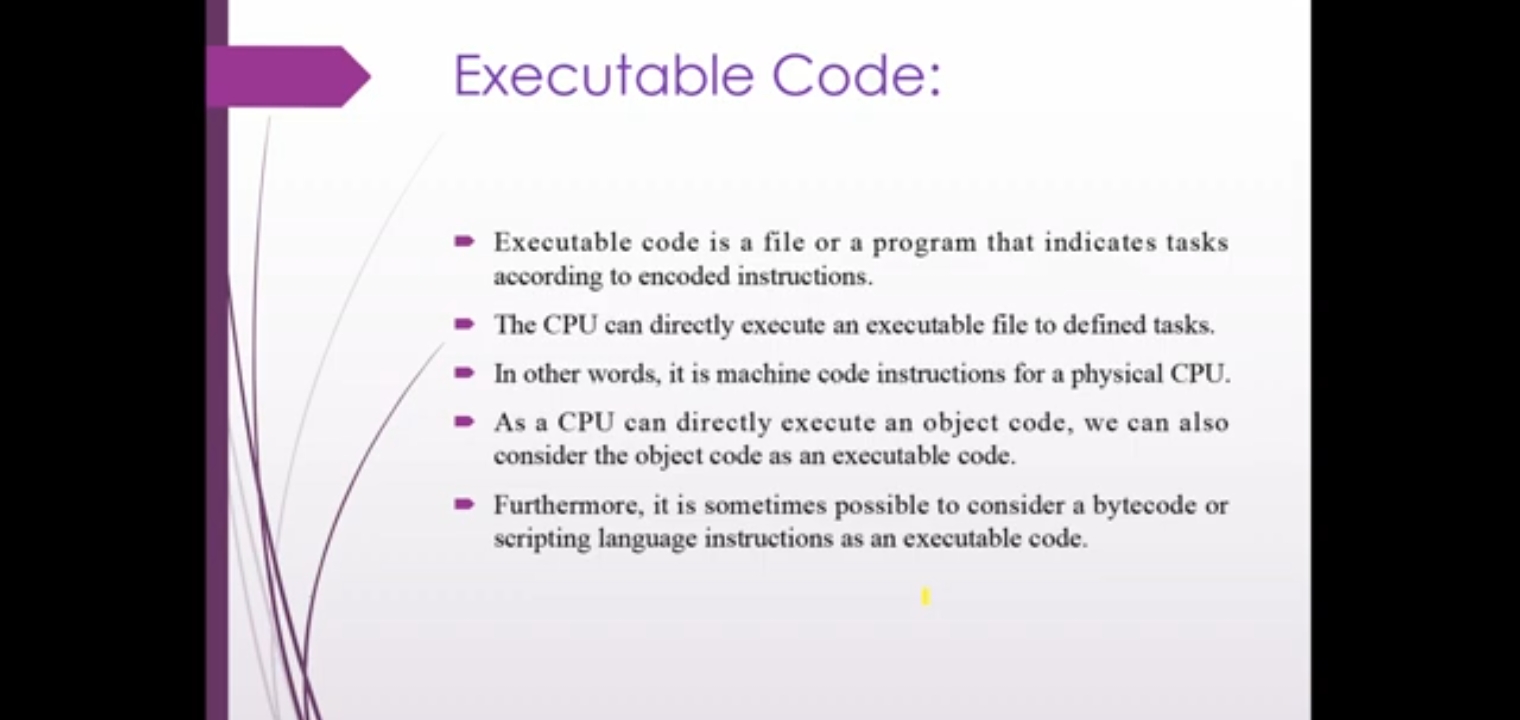 Executable Code:
Executable code is a file or a program that indicates tasks
according to encoded instructions.
The CPU can directly execute an executable file to defined tasks.
In other words, it is machine code instructions for a physical CPU.
As a CPU can directly execute an object code, we can also
consider the object code as an executable code.
Furthermore, it is sometimes possible to consider a bytecode or
scripting language instructions as an executable code.